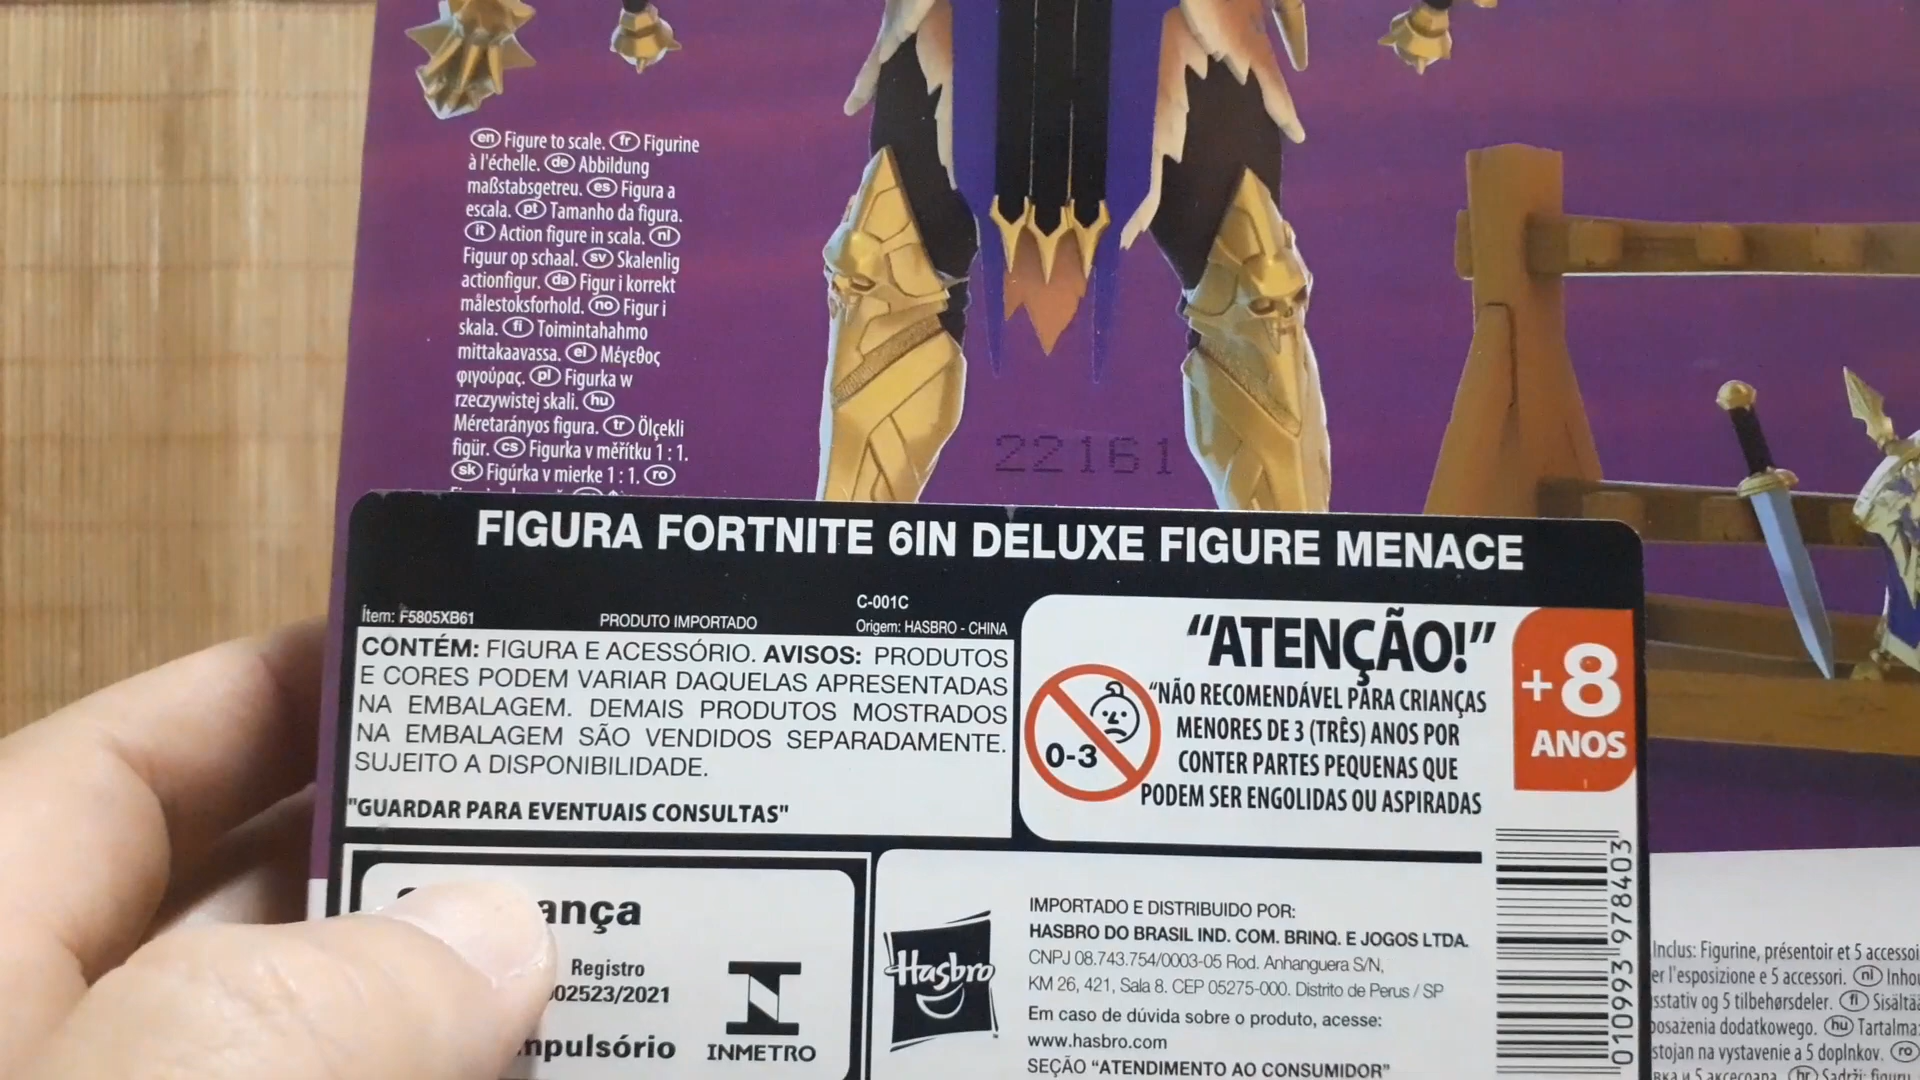 en Figure to scale. fr Figurine
à l'échelle. de Abbildung
maßstabsgetreu. es Figura a
escala. pt Tamanho da figura.
it Action figure in scala. nl
Figuur op schaal. sv Skalenlig
actionfigur. da Figur i korrekt
målestoksforhold. no Figur i
skala. fi Toimintahahmo
mittakaavassa. el Μέγεθος
φιγούρας. pl Figurka w
rzeczywistej skali. hu
Méretarányos figura. tr Ölçekli
figür. cs Figurka v měřítku 1 : 1.
sk Figúrka v mierke 1 : 1. ro
22161
FIGURA FORTNITE 6IN DELUXE FIGURE MENACE
Ítem: F5805XB61
PRODUTO IMPORTADO
C-001C
Origem: HASBRO - CHINA
CONTÉM: FIGURA E ACESSÓRIO. AVISOS: PRODUTOS
E CORES PODEM VARIAR DAQUELAS APRESENTADAS
NA EMBALAGEM. DEMAIS PRODUTOS MOSTRADOS
NA EMBALAGEM SÃO VENDIDOS SEPARADAMENTE.
SUJEITO A DISPONIBILIDADE.
"GUARDAR PARA EVENTUAIS CONSULTAS"
"ATENÇÃO!"
"NÃO RECOMENDÁVEL PARA CRIANÇAS
MENORES DE 3 (TRÊS) ANOS POR
CONTER PARTES PEQUENAS QUE
PODEM SER ENGOLIDAS OU ASPIRADAS
0-3
+8
ANOS
ança
Registro
02523/2021
mpulsório
INMETRO
Hasbro
IMPORTADO E DISTRIBUIDO POR:
HASBRO DO BRASIL IND. COM. BRINQ. E JOGOS LTDA.
CNPJ 08.743.754/0003-05 Rod. Anhanguera S/N,
KM 26, 421, Sala 8. CEP 05275-000. Distrito de Perus / SP
Em caso de dúvida sobre o produto, acesse:
www.hasbro.com
SEÇÃO "ATENDIMENTO AO CONSUMIDOR"
010993978403
Inclus: Figurine, présentoir et 5 accessoi
er l'esposizione e 5 accessori. nl Inhou
sstativ og 5 tilbehørsdeler. fi Sisältää
posażenia dodatkowego. hu Tartalma:
stojan na vystavenie a 5 doplnkov. ro
вка и 5 аксесоара. hr Sadrži: figuru